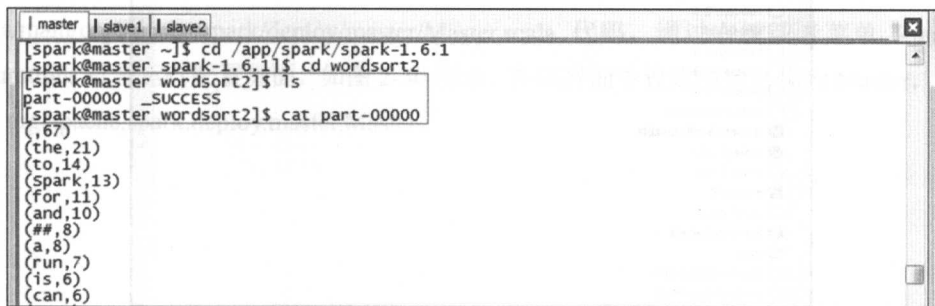 master slave1 slave2
[spark@master ~]$ cd /app/spark/spark-1.6.1
[spark@master spark-1.6.1]$ cd wordsort2
[spark@master wordsort2]$ ls
part-00000 _SUCCESS
[spark@master wordsort2]$ cat part-00000
(,67)
(the,21)
(to,14)
(Spark,13)
(for,11)
(and,10)
(##,8)
(a,8)
(run,7)
(is,6)
(can,6)